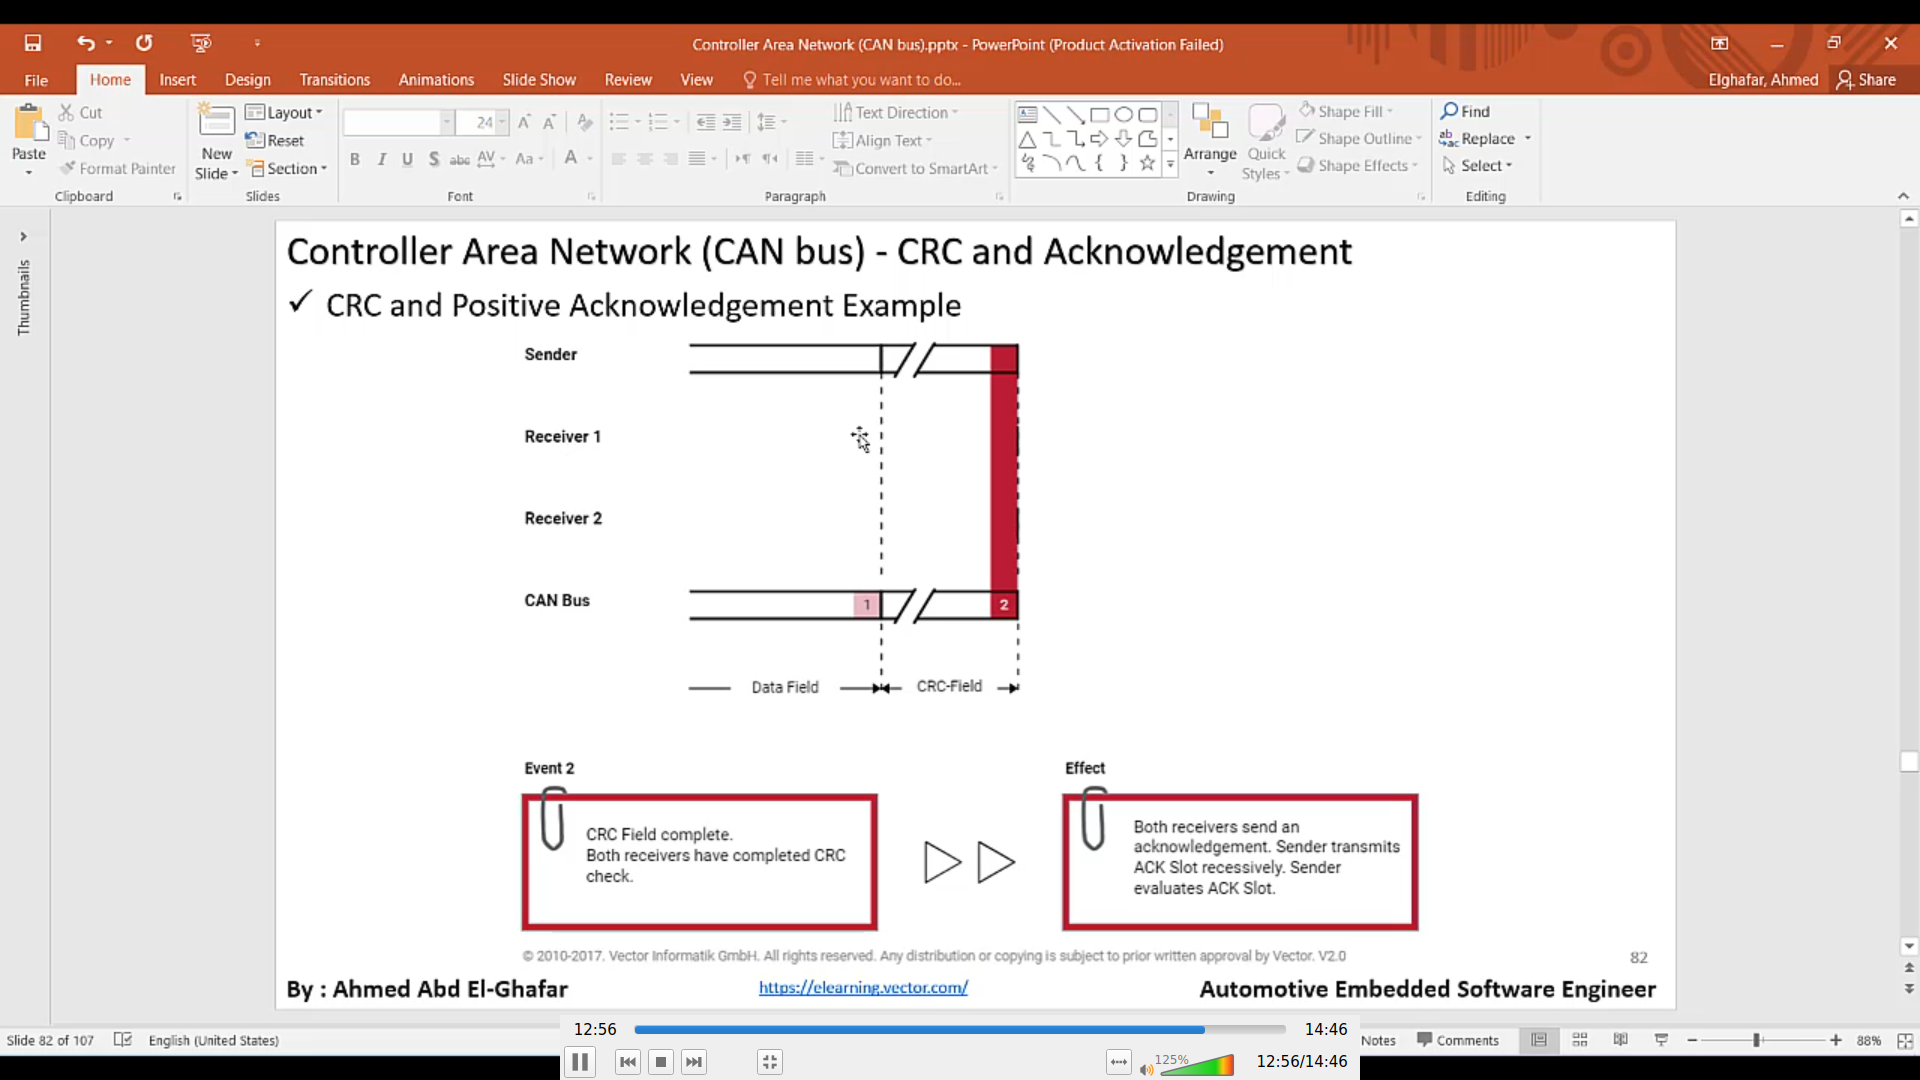 Controller Area Network (CAN bus).pptx - PowerPoint (Product Activation Failed)
File Home Insert Design Transitions Animations Slide Show Review View Tell me what you want to do... Elghafar, Ahmed Share
Cut
Copy
Format Painter
Paste
Clipboard
New Slide
Layout
Reset
Section
Slides
24
B I U S abc AV Aa A
Font
Text Direction
Align Text
Convert to SmartArt
Paragraph
Arrange
Quick Styles
Shape Fill
Shape Outline
Shape Effects
Drawing
Find
Replace
Select
Editing
Thumbnails
Controller Area Network (CAN bus) - CRC and Acknowledgement
✓ CRC and Positive Acknowledgement Example
Sender
Receiver 1
Receiver 2
CAN Bus 1 2
Data Field CRC-Field
Event 2
CRC Field complete.
Both receivers have completed CRC
check.
Effect
Both receivers send an
acknowledgement. Sender transmits
ACK Slot recessively. Sender
evaluates ACK Slot.
© 2010-2017. Vector Informatik GmbH. All rights reserved. Any distribution or copying is subject to prior written approval by Vector. V2.0
82
By : Ahmed Abd El-Ghafar https://elearning.vector.com/ Automotive Embedded Software Engineer
12:56 14:46
Slide 82 of 107 English (United States) Notes Comments 88%
125% 12:56/14:46